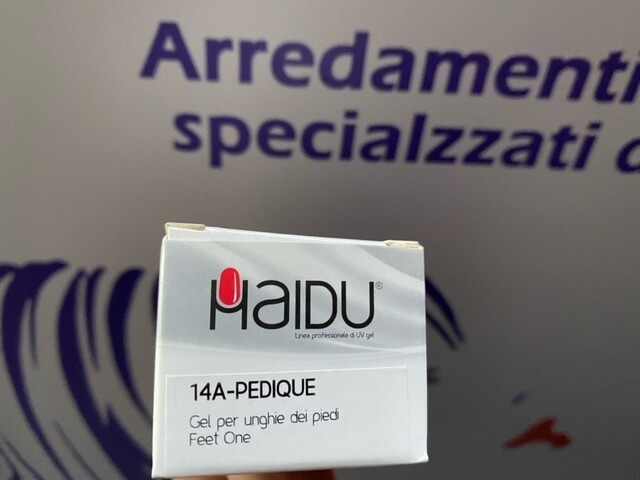 Arredamenti
specialzzati d
HAIDU®
Linea professionale di UV gel
14A-PEDIQUE
Gel per unghie dei piedi
Feet One